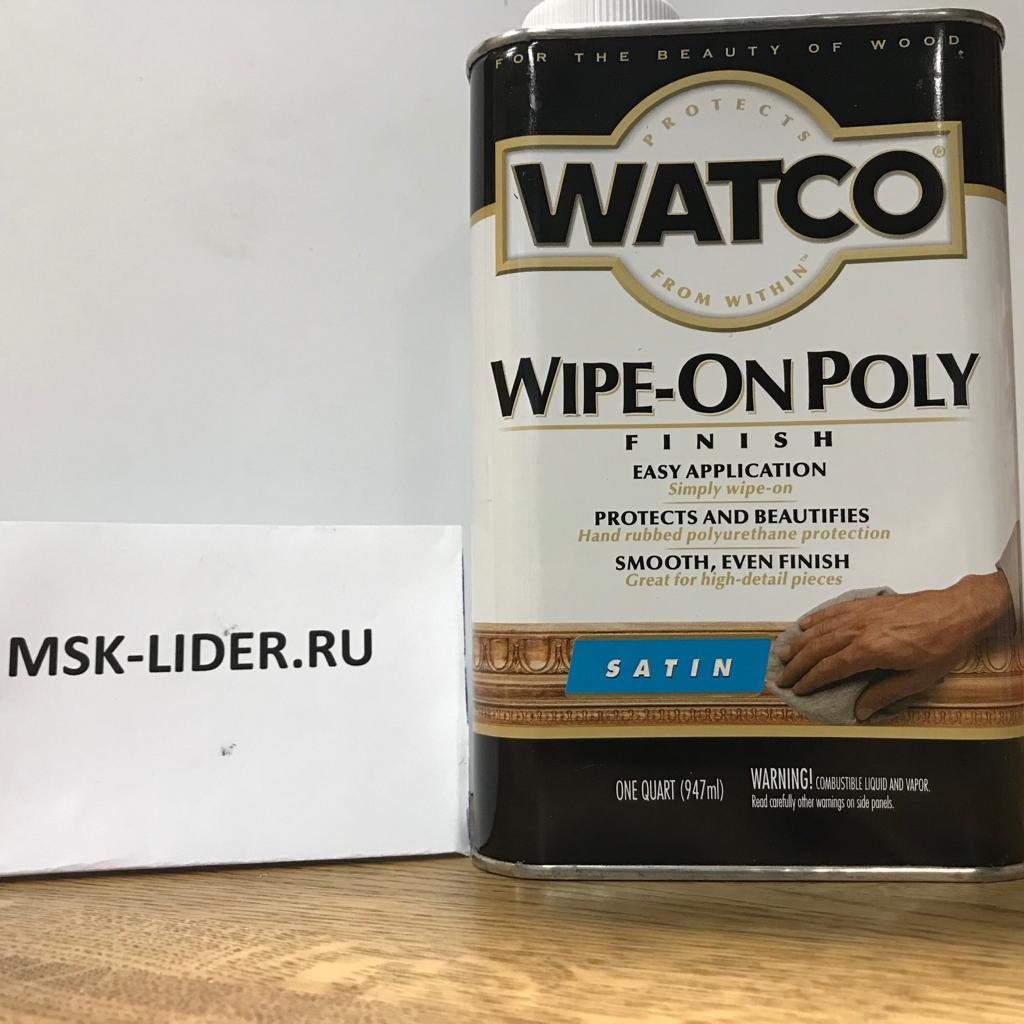 FOR THE BEAUTY OF WOOD
PROTECTS
WATCO®
FROM WITHIN™
WIPE-ON POLY
FINISH
EASY APPLICATION
Simply wipe-on
PROTECTS AND BEAUTIFIES
Hand rubbed polyurethane protection
SMOOTH, EVEN FINISH
Great for high-detail pieces
MSK-LIDER.RU
SATIN
ONE QUART (947ml)
WARNING! COMBUSTIBLE LIQUID AND VAPOR.
Read carefully other warnings on side panels.